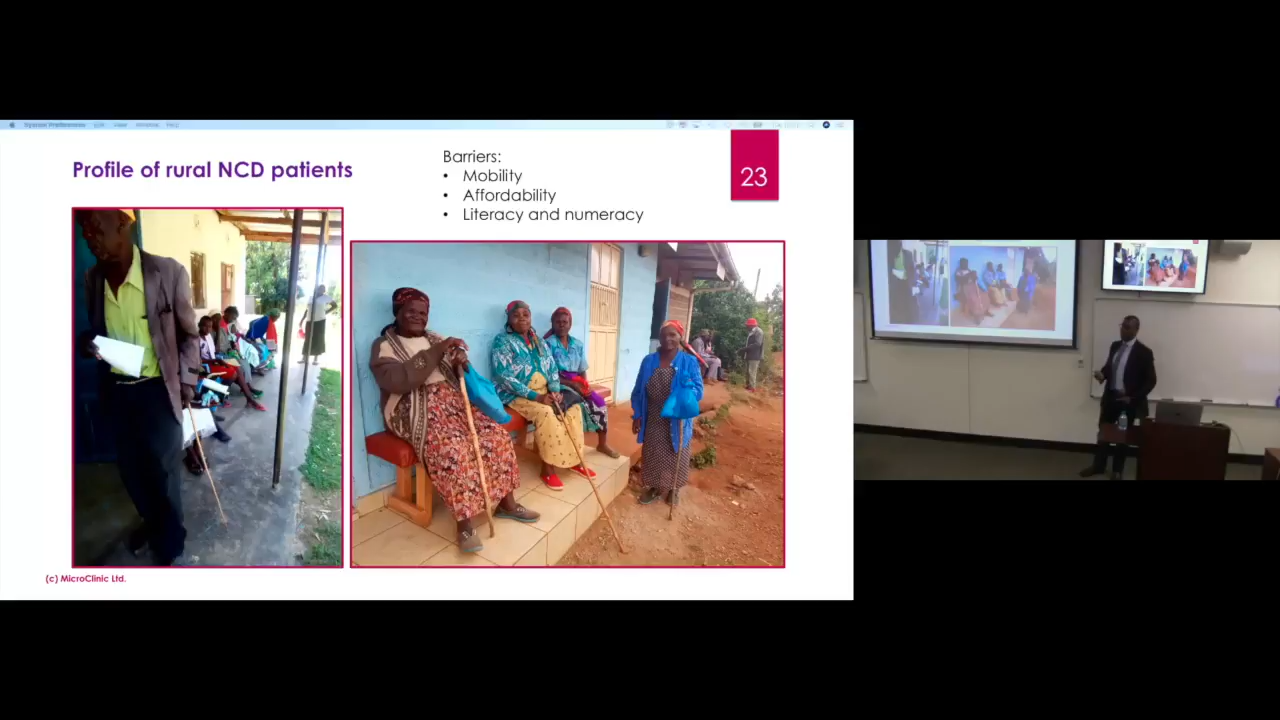 Profile of rural NCD patients
Barriers:
• Mobility
• Affordability
• Literacy and numeracy
23
(c) MicroClinic Ltd.